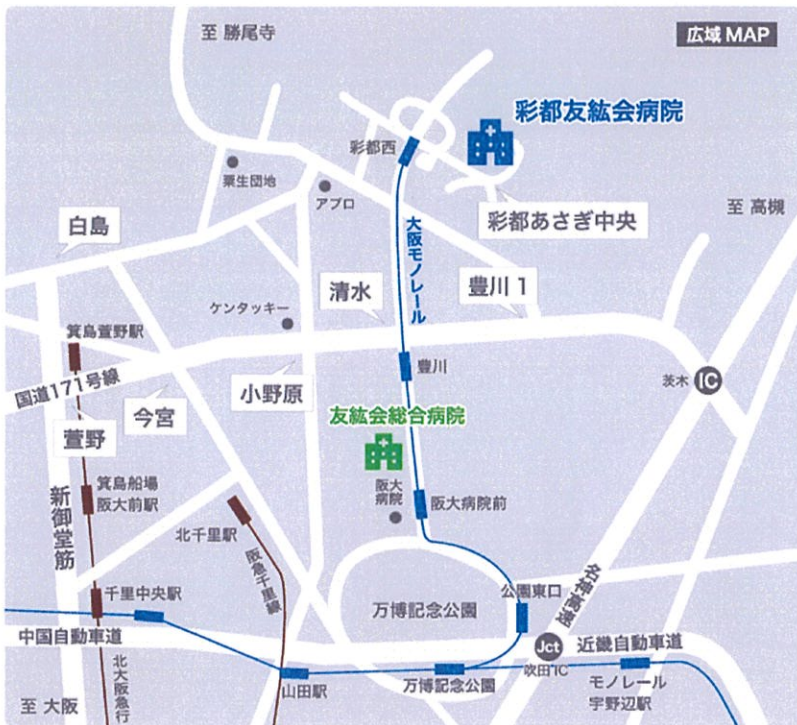 至 勝尾寺
広域 MAP
彩都友紘会病院
彩都西
粟生団地
アプロ
白島
彩都あさぎ中央
至 高槻
大阪モノレール
清水
豊川 1
ケンタッキー
箕島萱野駅
国道171号線
豊川
茨木
IC
小野原
今宮
萱野
友紘会総合病院
箕島船場
阪大前駅
阪大
病院
阪大病院前
新御堂筋
北千里駅
阪急千里線
名神高速
公園東口
千里中央駅
万博記念公園
中国自動車道
Jct
近畿自動車道
吹田 IC
北大阪急行
山田駅
万博記念公園
モノレール
宇野辺駅
至 大阪